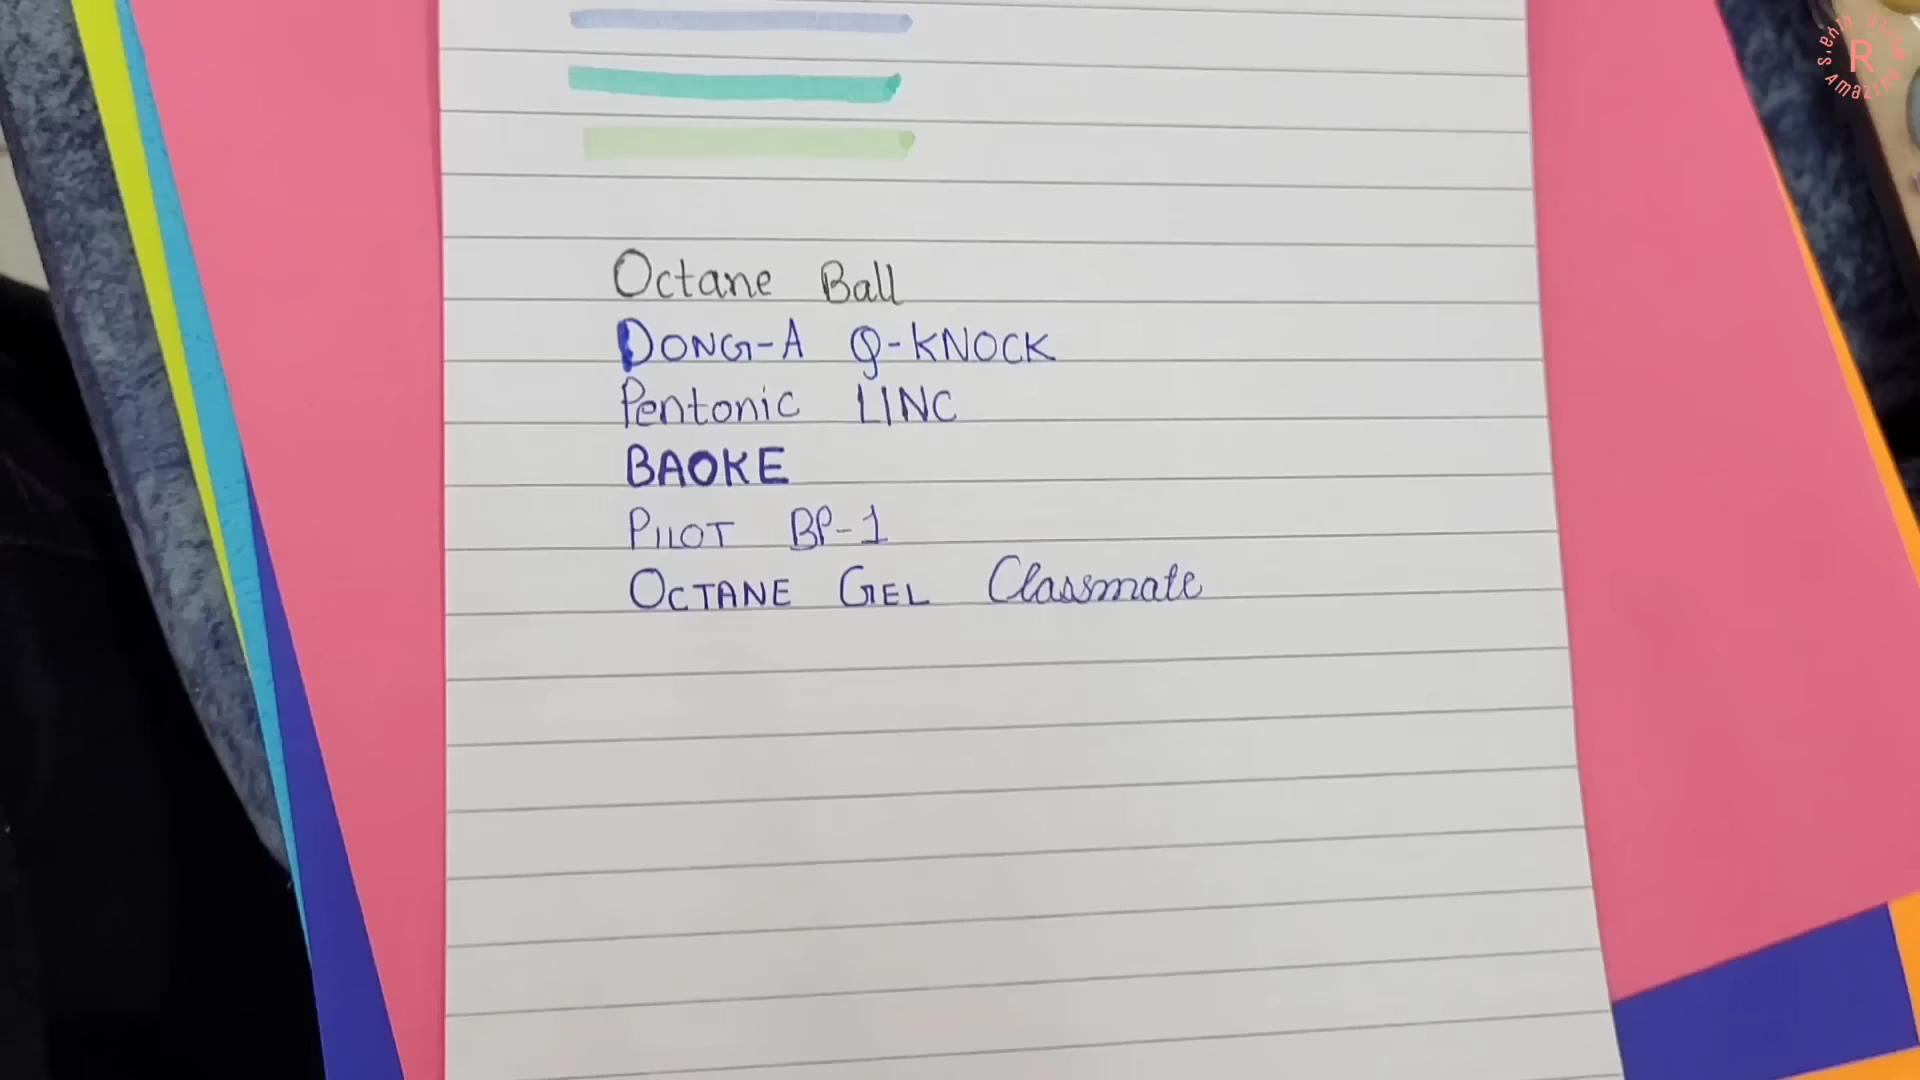 Octane Ball
DONG-A Q-KNOCK
Pentonic LINC
BAOKE
PILOT BP-1
OCTANE GEL Classmate
R